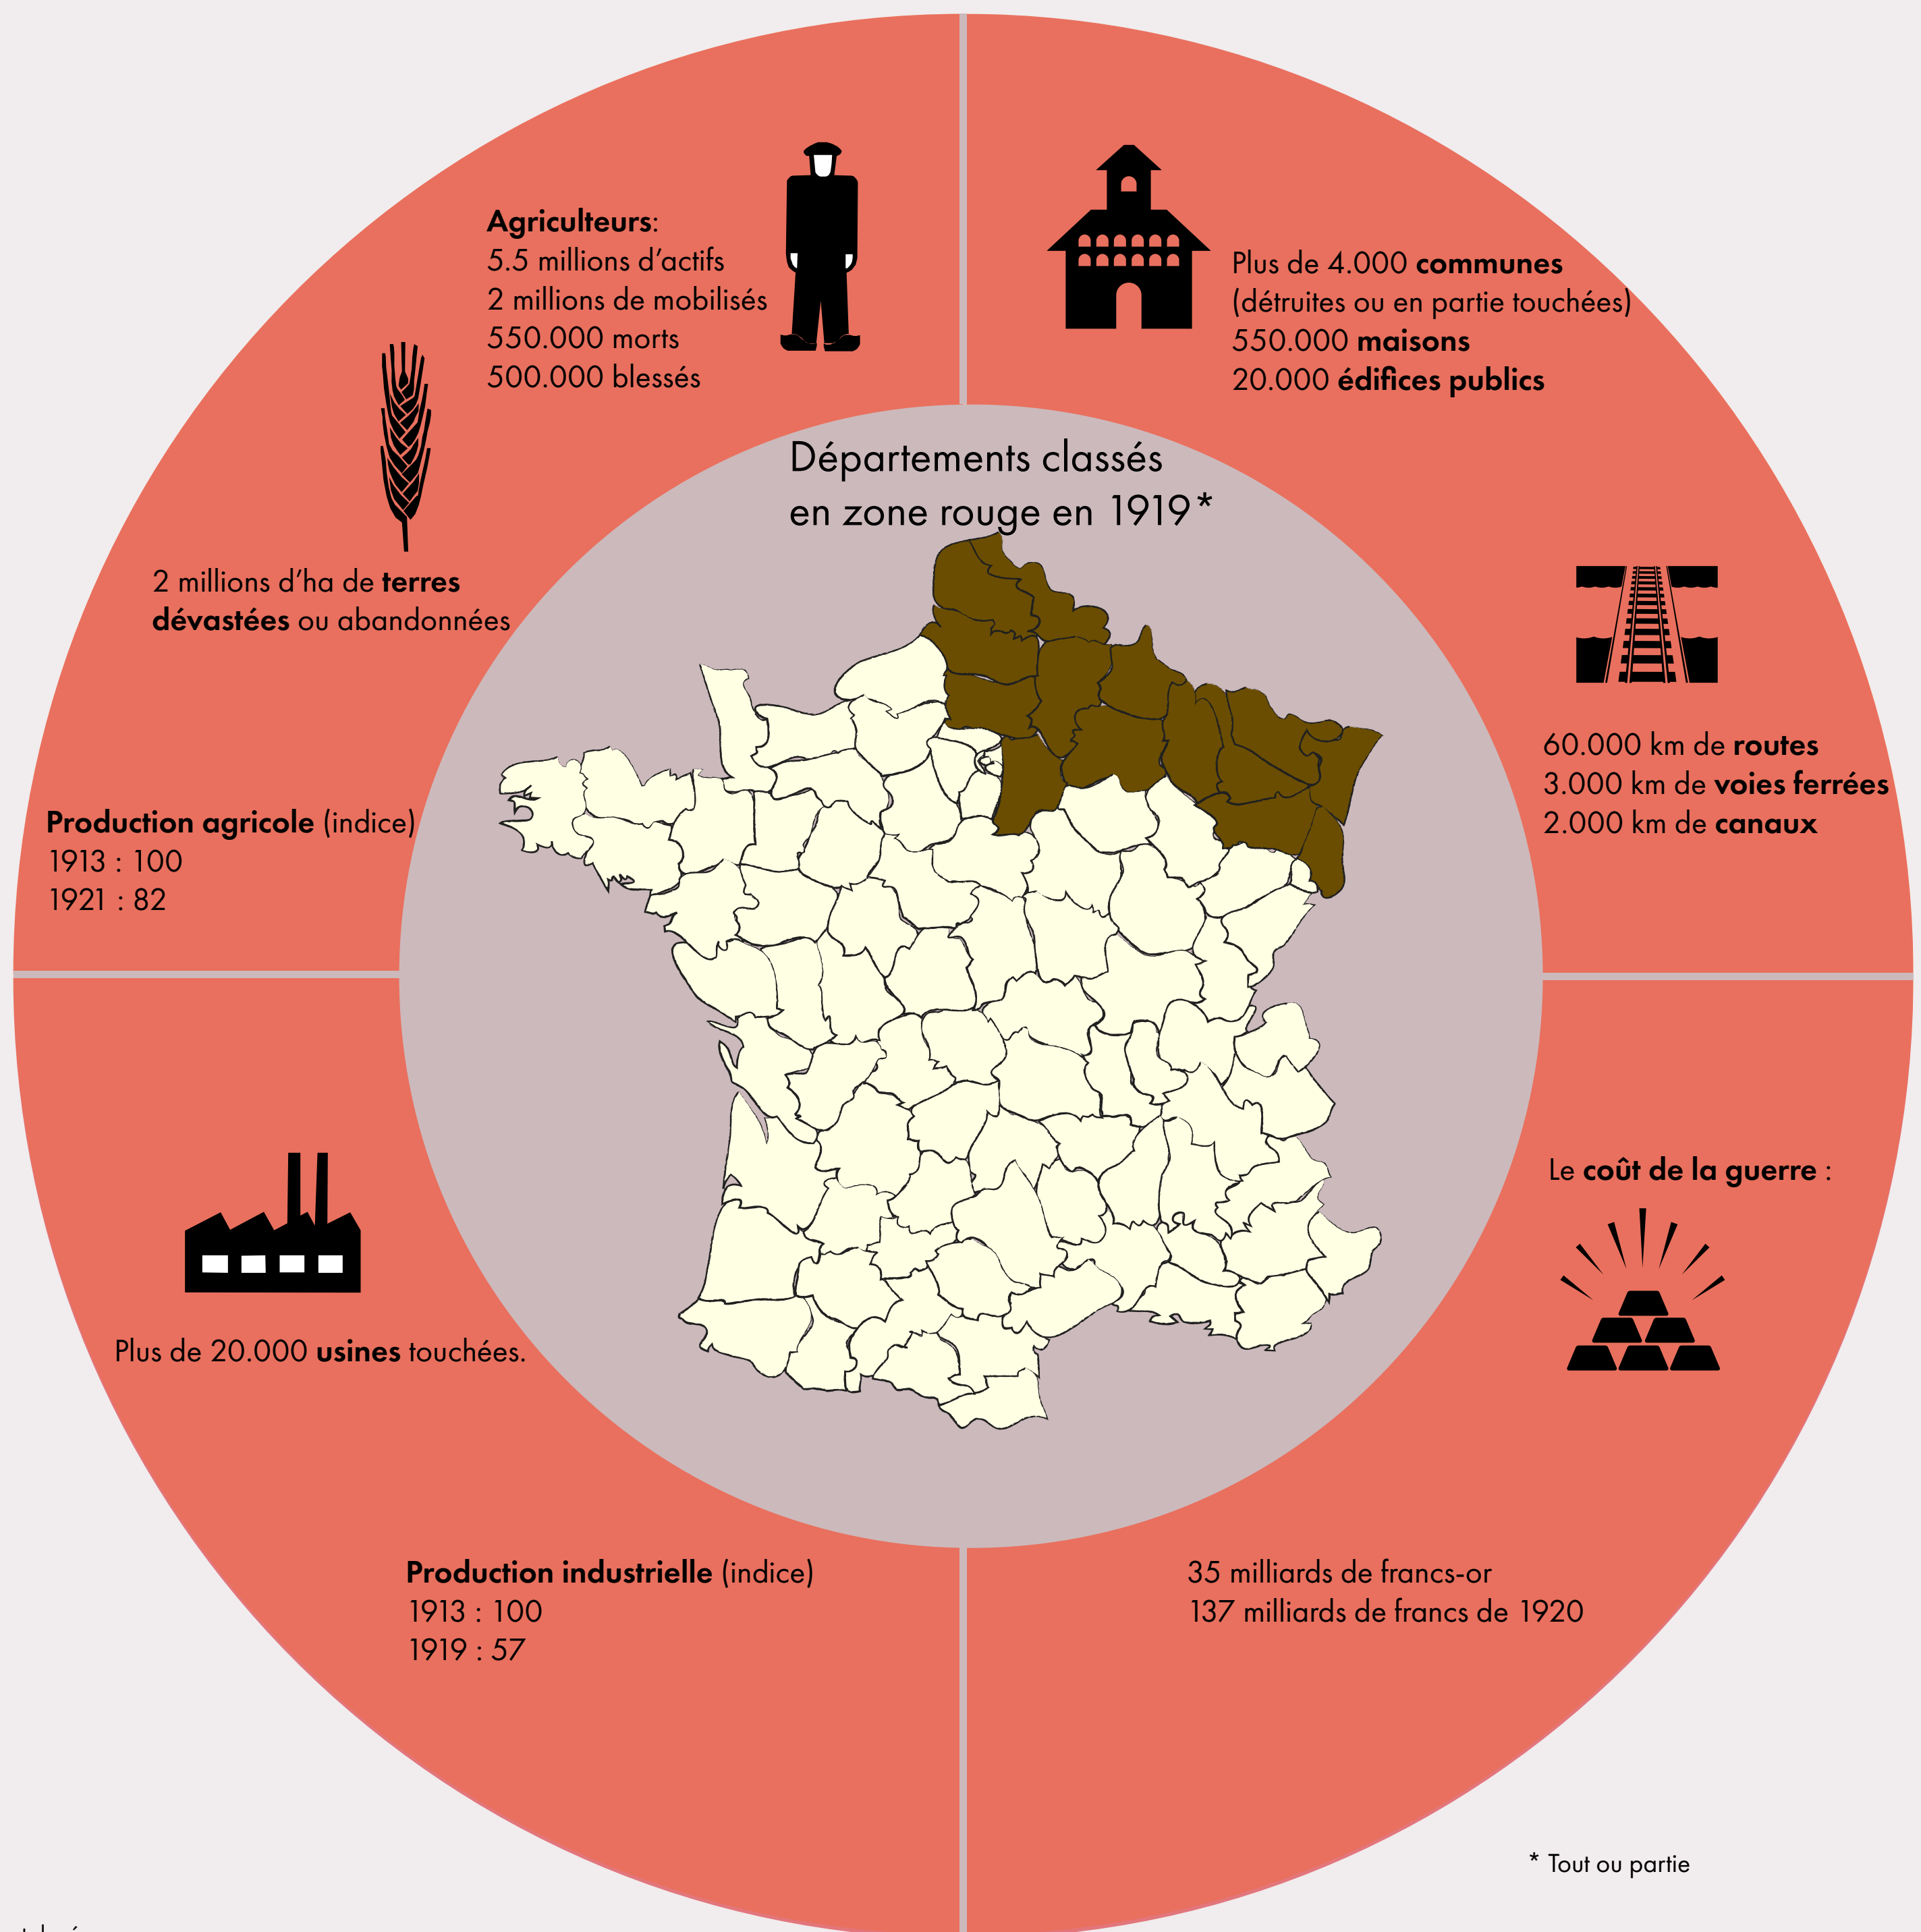 Agriculteurs:
5.5 millions d’actifs
2 millions de mobilisés
550.000 morts
500.000 blessés
2 millions d’ha de terres
dévastées ou abandonnées
Production agricole (indice)
1913 : 100
1921 : 82
Plus de 4.000 communes
(détruites ou en partie touchées)
550.000 maisons
20.000 édifices publics
60.000 km de routes
3.000 km de voies ferrées
2.000 km de canaux
Départements classés
en zone rouge en 1919*
Plus de 20.000 usines touchées.
Production industrielle (indice)
1913 : 100
1919 : 57
Le coût de la guerre :
35 milliards de francs-or
137 milliards de francs de 1920
* Tout ou partie